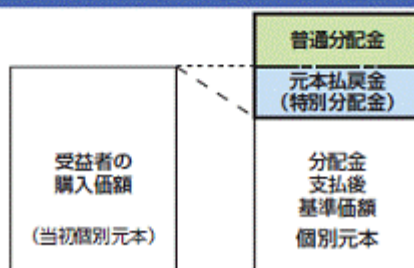 普通分配金
元本払戻金
（特別分配金）
受益者の
購入価額
（当初個別元本）
分配金
支払後
基準価額
個別元本